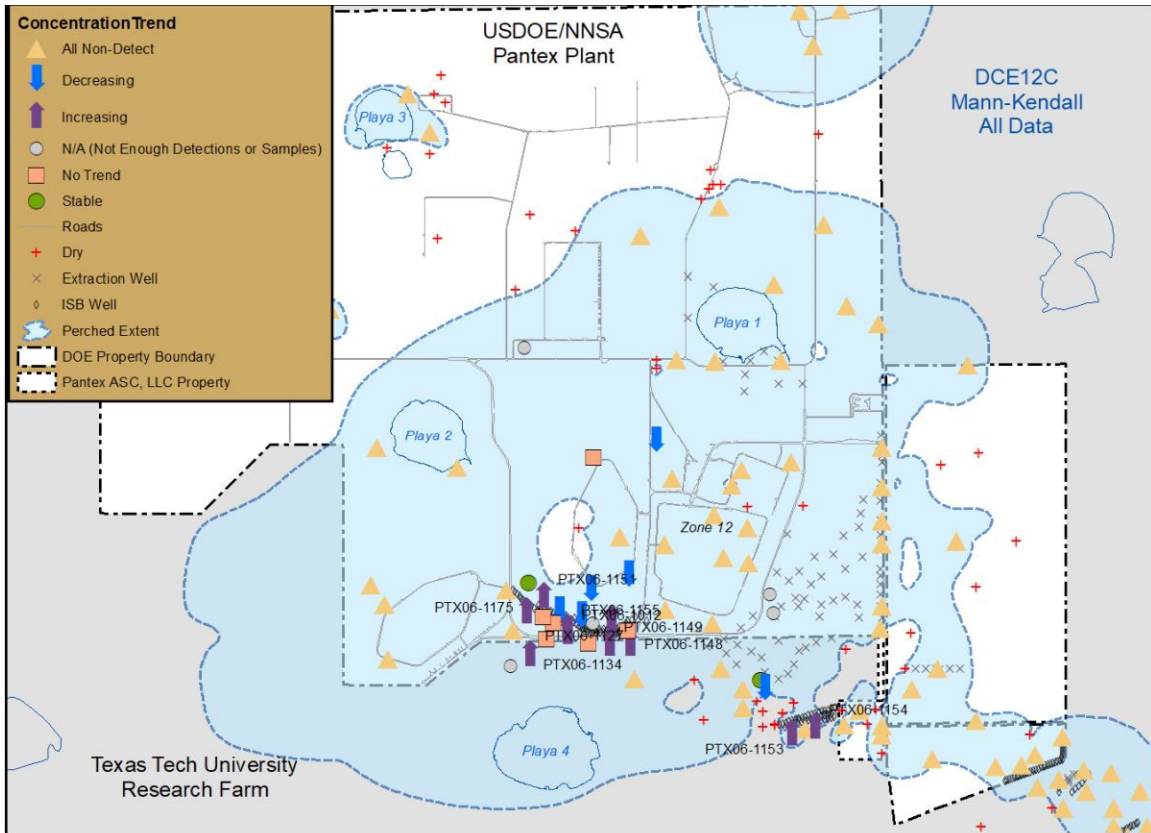 ConcentrationTrend
All Non-Detect
Decreasing
Increasing
N/A (Not Enough Detections or Samples)
No Trend
Stable
Roads
Dry
Extraction Well
ISB Well
Perched Extent
DOE Property Boundary
Pantex ASC, LLC Property
USDOE/NNSA
Pantex Plant
DCE12C
Mann-Kendall
All Data
Playa 3
Playa 1
Playa 2
Zone 12
PTX06-1151
PTX06-1175
PTX06-1155
PTX06-1012
PTX06-1149
PTX06-1148
PTX06-1134
PTX06-1154
PTX06-1153
Playa 4
Texas Tech University
Research Farm